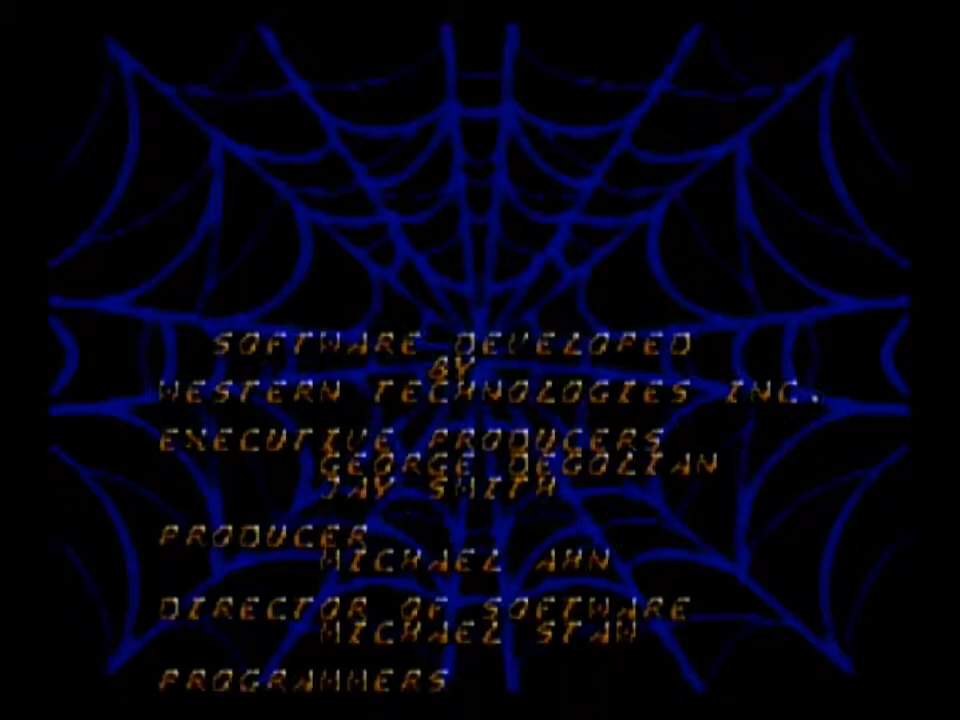 SOFTWARE DEVELOPED
BY
WESTERN TECHNOLOGIES INC.
EXECUTIVE PRODUCERS
GEORGE DEGOLIAN
JAY SMITH
PRODUCER
MICHAEL AHN
DIRECTOR OF SOFTWARE
MICHAEL
PROGRAMMERS